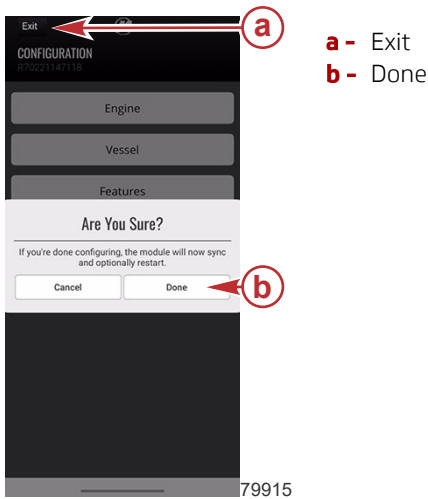 Exit
a
CONFIGURATION
R70221147118
Engine
Vessel
Features
Are You Sure?
If you're done configuring, the module will now sync
and optionally restart.
Cancel
Done
b
79915
a - Exit
b - Done